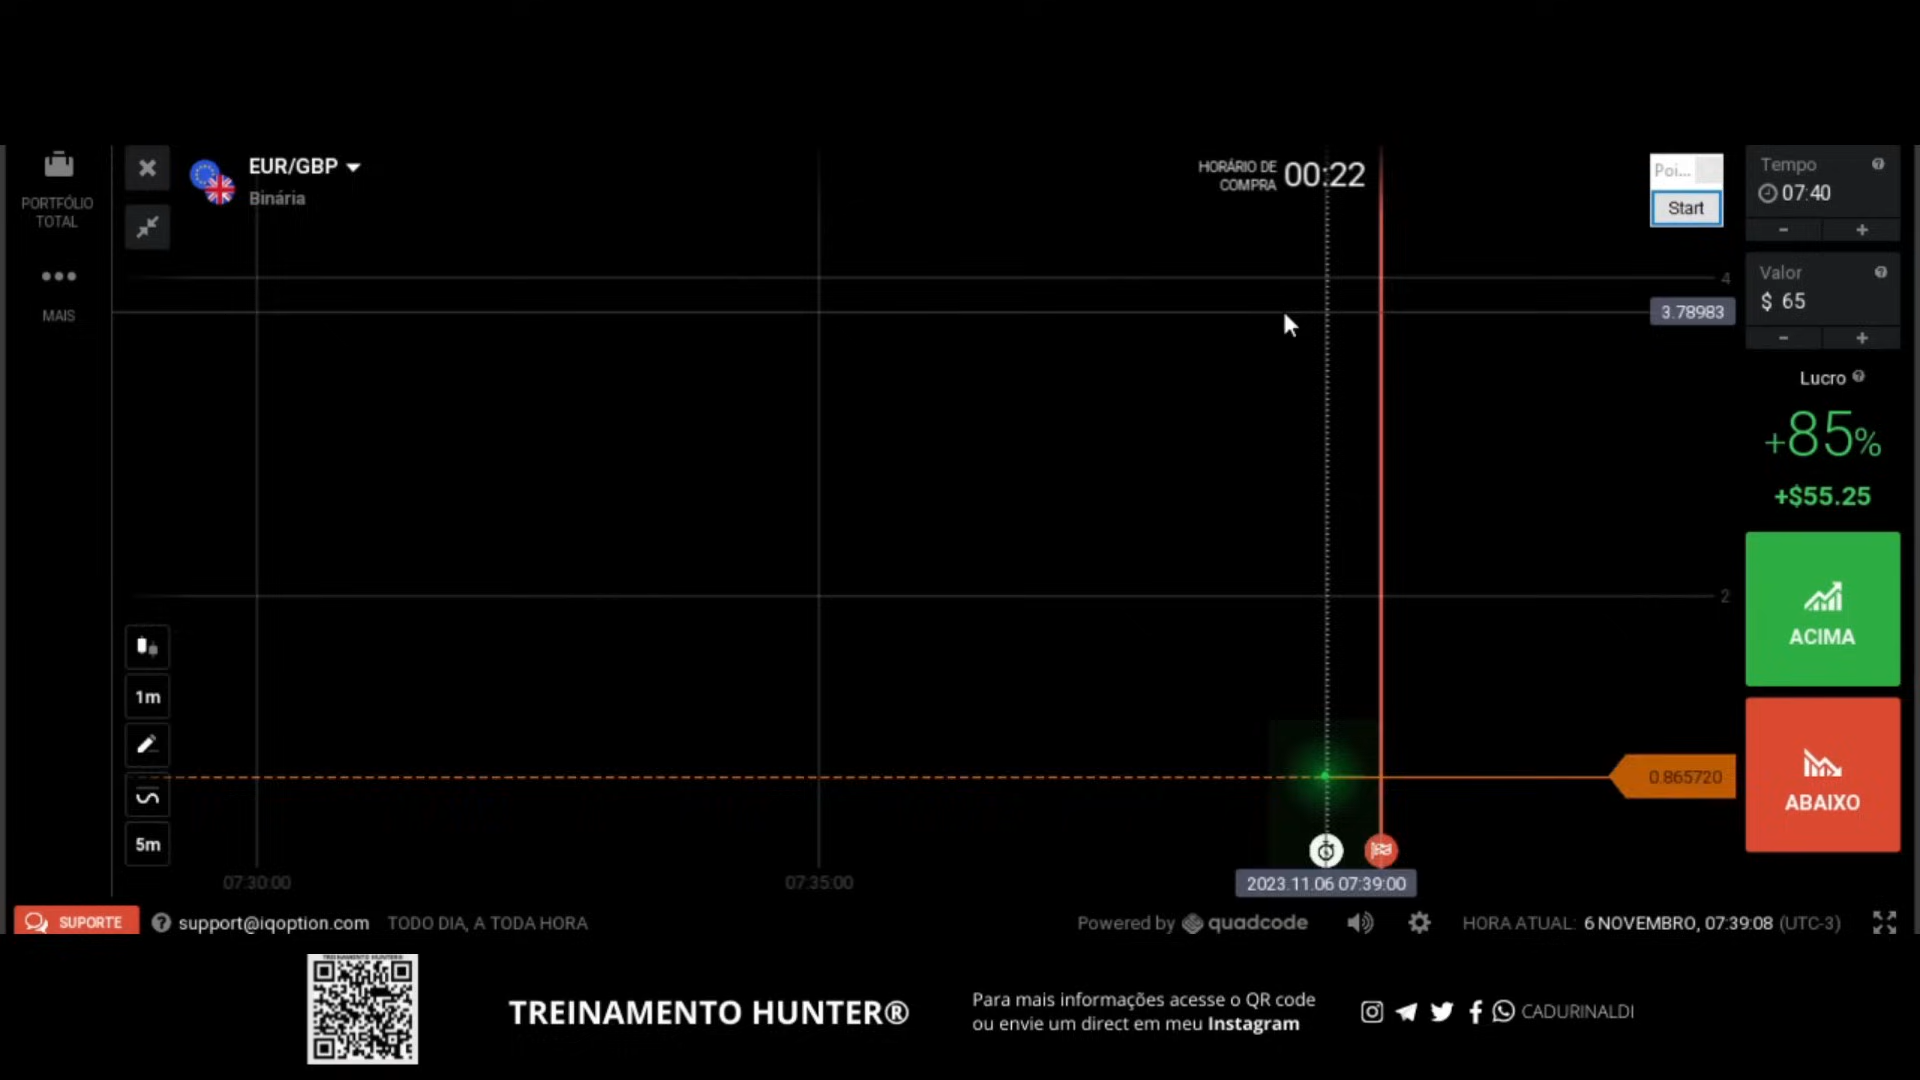 PORTFÓLIO
TOTAL
MAIS
EUR/GBP
Binária
HORÁRIO DE
COMPRA
00:22
Poi...
Start
Tempo
07:40
-
+
Valor
$ 65
-
+
Lucro
+85%
+$55.25
ACIMA
ABAIXO
4
3.78983
2
0.865720
1m
5m
07:30:00
07:35:00
2023.11.06 07:39:00
SUPORTE
support@iqoption.com
TODO DIA, A TODA HORA
Powered by quadcode
HORA ATUAL: 6 NOVEMBRO, 07:39:08 (UTC-3)
TREINAMENTO HUNTER®
TREINAMENTO HUNTER®
Para mais informações acesse o QR code
ou envie um direct em meu Instagram
CADURINALDI